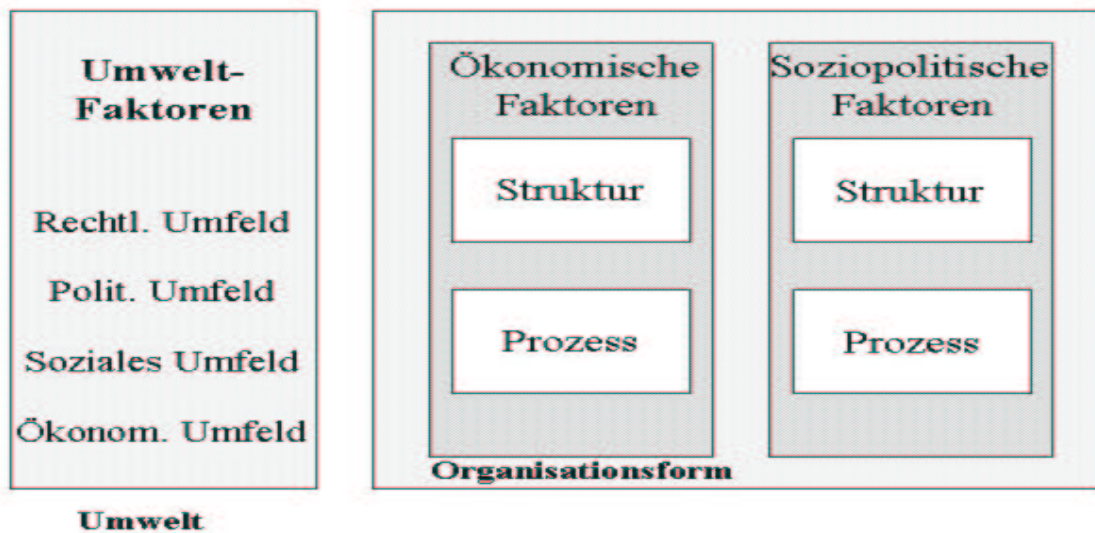 Umwelt-
Faktoren
Rechtl. Umfeld
Polit. Umfeld
Soziales Umfeld
Ökonom. Umfeld
Umwelt
Ökonomische
Faktoren
Struktur
Prozess
Soziopolitische
Faktoren
Struktur
Prozess
Organisationsform